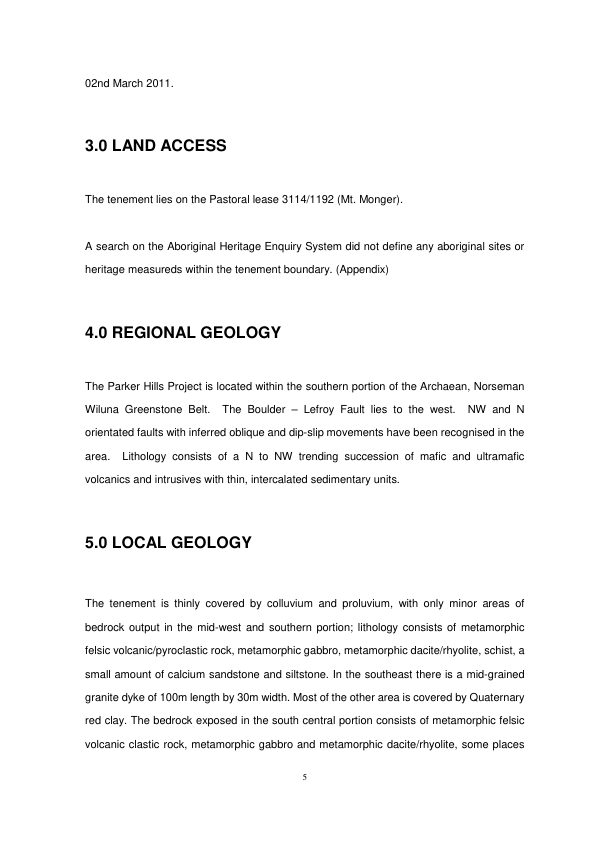 02nd March 2011.
3.0 LAND ACCESS
The tenement lies on the Pastoral lease 3114/1192 (Mt. Monger).
A search on the Aboriginal Heritage Enquiry System did not define any aboriginal sites or
heritage measureds within the tenement boundary. (Appendix)
4.0 REGIONAL GEOLOGY
The Parker Hills Project is located within the southern portion of the Archaean, Norseman
Wiluna Greenstone Belt.  The Boulder – Lefroy Fault lies to the west.  NW and N
orientated faults with inferred oblique and dip-slip movements have been recognised in the
area.  Lithology consists of a N to NW trending succession of mafic and ultramafic
volcanics and intrusives with thin, intercalated sedimentary units.
5.0 LOCAL GEOLOGY
The tenement is thinly covered by colluvium and proluvium, with only minor areas of
bedrock output in the mid-west and southern portion; lithology consists of metamorphic
felsic volcanic/pyroclastic rock, metamorphic gabbro, metamorphic dacite/rhyolite, schist, a
small amount of calcium sandstone and siltstone. In the southeast there is a mid-grained
granite dyke of 100m length by 30m width. Most of the other area is covered by Quaternary
red clay. The bedrock exposed in the south central portion consists of metamorphic felsic
volcanic clastic rock, metamorphic gabbro and metamorphic dacite/rhyolite, some places
5